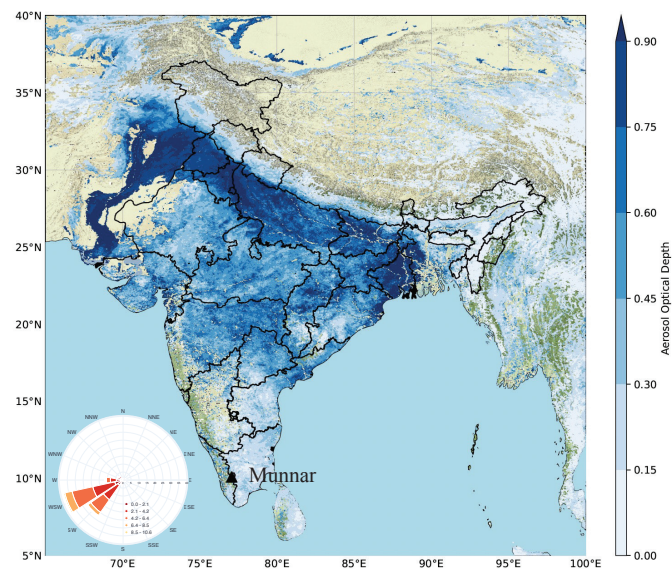 40°N
35°N
30°N
25°N
20°N
15°N
10°N
5°N
70°E
75°E
80°E
85°E
90°E
95°E
100°E
0.90
0.75
0.60
0.45
0.30
0.15
0.00
Aerosol Optical Depth
Munnar
N
NNE
NE
ENE
E
ESE
SE
SSE
S
SSW
SW
WSW
W
WNW
NW
NNW
0.0 - 2.1
2.1 - 4.2
4.2 - 6.4
6.4 - 8.5
8.5 - 10.6